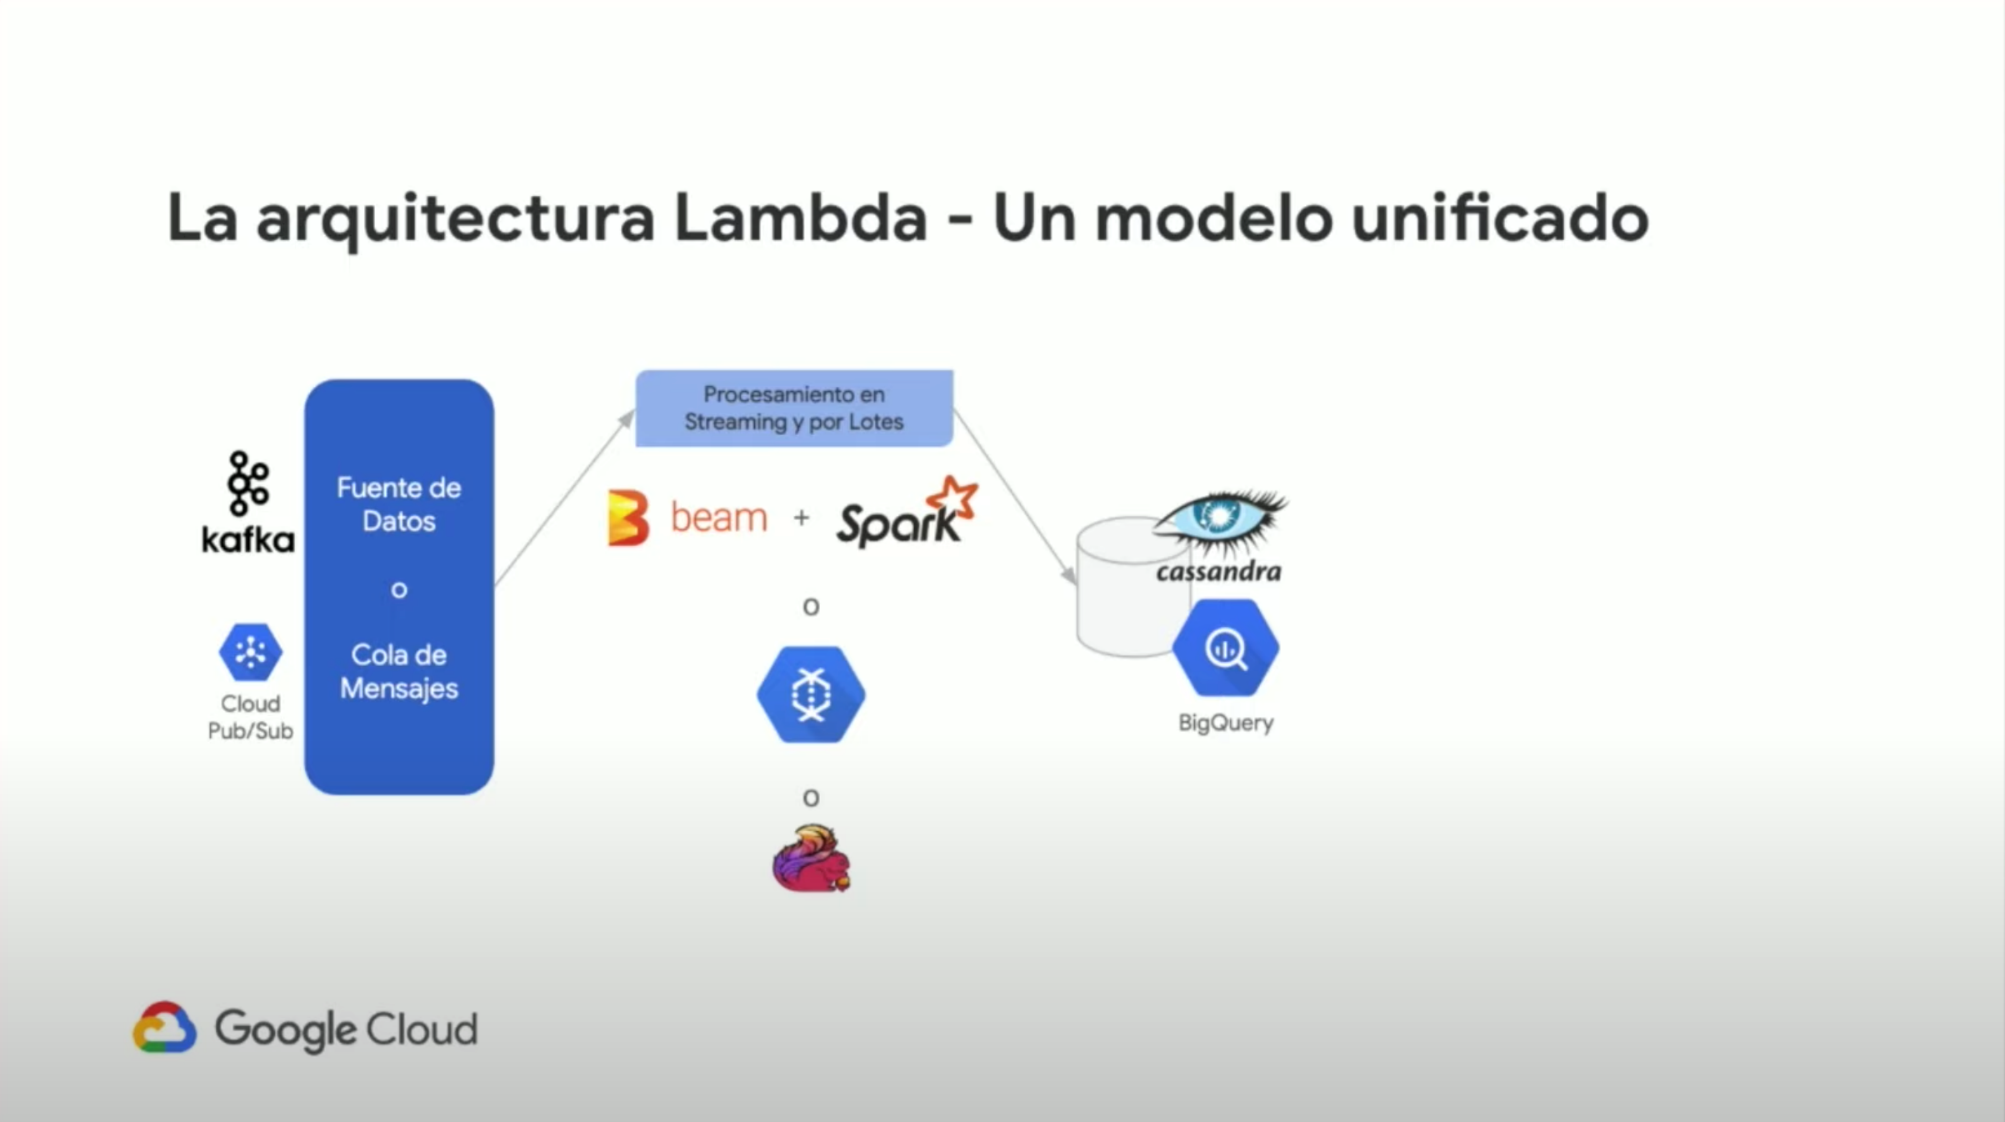 La arquitectura Lambda - Un modelo unificado
kafka
Cloud
Pub/Sub
Fuente de
Datos
o
Cola de
Mensajes
Procesamiento en
Streaming y por Lotes
beam + Spark
o
o
cassandra
BigQuery
Google Cloud